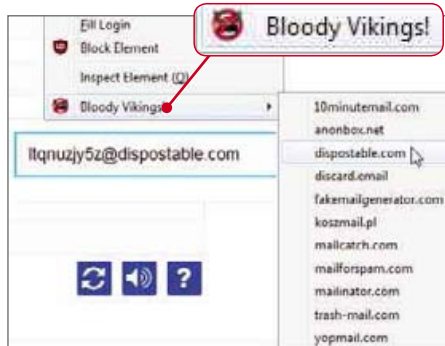 Fill Login
Block Element
Inspect Element (Q)
Bloody Vikings!
Bloody Vikings!
ltqnuzjy5z@dispostable.com
?
10minutemail.com
anonbox.net
dispostable.com
discard.email
fakemailgenerator.com
koszmail.pl
mailcatch.com
mailforspam.com
mailinator.com
trash-mail.com
yopmail.com